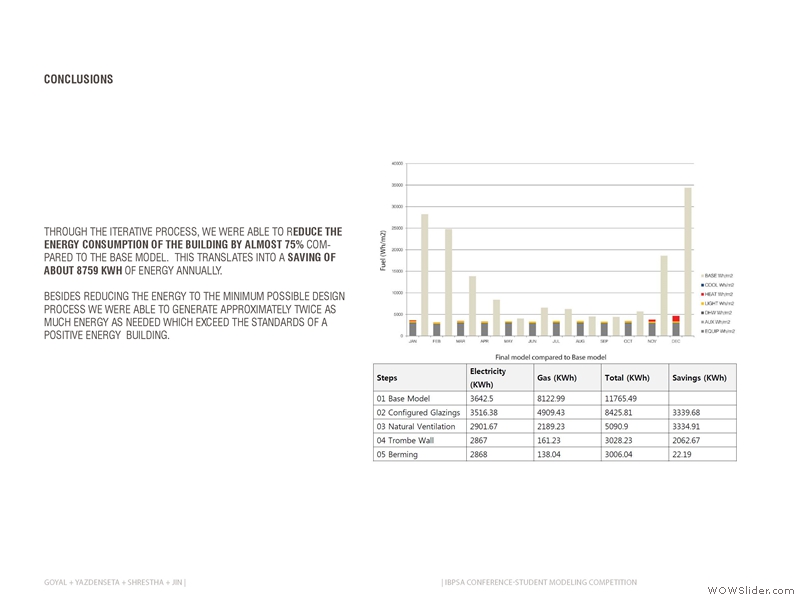 CONCLUSIONS
THROUGH THE ITERATIVE PROCESS, WE WERE ABLE TO REDUCE THE
ENERGY CONSUMPTION OF THE BUILDING BY ALMOST 75% COM-
PARED TO THE BASE MODEL. THIS TRANSLATES INTO A SAVING OF
ABOUT 8759 KWH OF ENERGY ANNUALLY.
BESIDES REDUCING THE ENERGY TO THE MINIMUM POSSIBLE DESIGN
PROCESS WE WERE ABLE TO GENERATE APPROXIMATELY TWICE AS
MUCH ENERGY AS NEEDED WHICH EXCEED THE STANDARDS OF A
POSITIVE ENERGY BUILDING.
Fuel (Wh/m2)
40000
35000
30000
25000
20000
15000
10000
5000
0
JAN FEB MAR APR MAY JUN JUL AUG SEP OCT NOV DEC
BASE Wh/m2
COOL Wh/m2
HEAT Wh/m2
LIGHT Wh/m2
DHW Wh/m2
AUX Wh/m2
EQUIP Wh/m2
Final model compared to Base model
Steps Electricity (KWh) Gas (KWh) Total (KWh) Savings (KWh)
01 Base Model 3642.5 8122.99 11765.49
02 Configured Glazings 3516.38 4909.43 8425.81 3339.68
03 Natural Ventilation 2901.67 2189.23 5090.9 3334.91
04 Trombe Wall 2867 161.23 3028.23 2062.67
05 Berming 2868 138.04 3006.04 22.19
GOYAL + YAZDENSETA + SHRESTHA + JIN |
| IBPSA CONFERENCE-STUDENT MODELING COMPETITION
WOWSlider.com